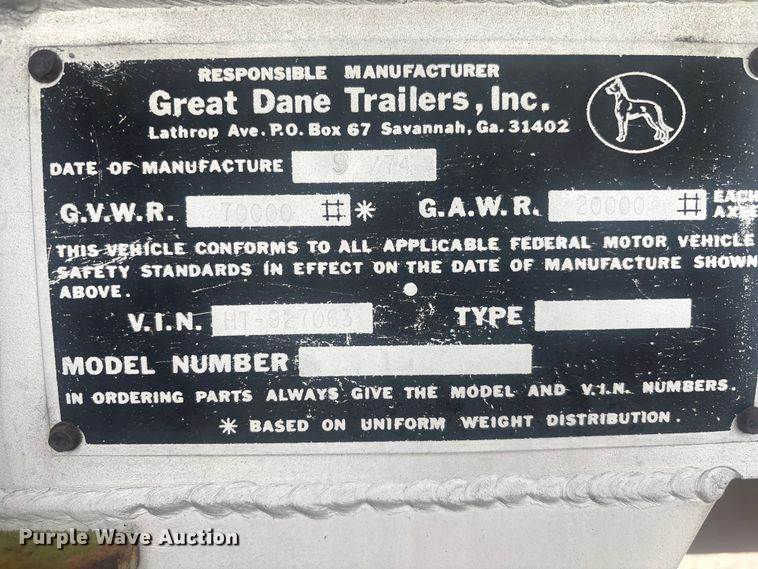 RESPONSIBLE MANUFACTURER
Great Dane Trailers, Inc.
Lathrop Ave. P.O. Box 67 Savannah, Ga. 31402
DATE OF MANUFACTURE 9 /74
G.V.W.R. 70000 # * G.A.W.R. 20000 # EACH AXLE
THIS VEHICLE CONFORMS TO ALL APPLICABLE FEDERAL MOTOR VEHICLE
SAFETY STANDARDS IN EFFECT ON THE DATE OF MANUFACTURE SHOWN
ABOVE.
V.I.N. HT-927063 TYPE
MODEL NUMBER
IN ORDERING PARTS ALWAYS GIVE THE MODEL AND V.I.N. NUMBERS.
* BASED ON UNIFORM WEIGHT DISTRIBUTION.
Purple Wave Auction